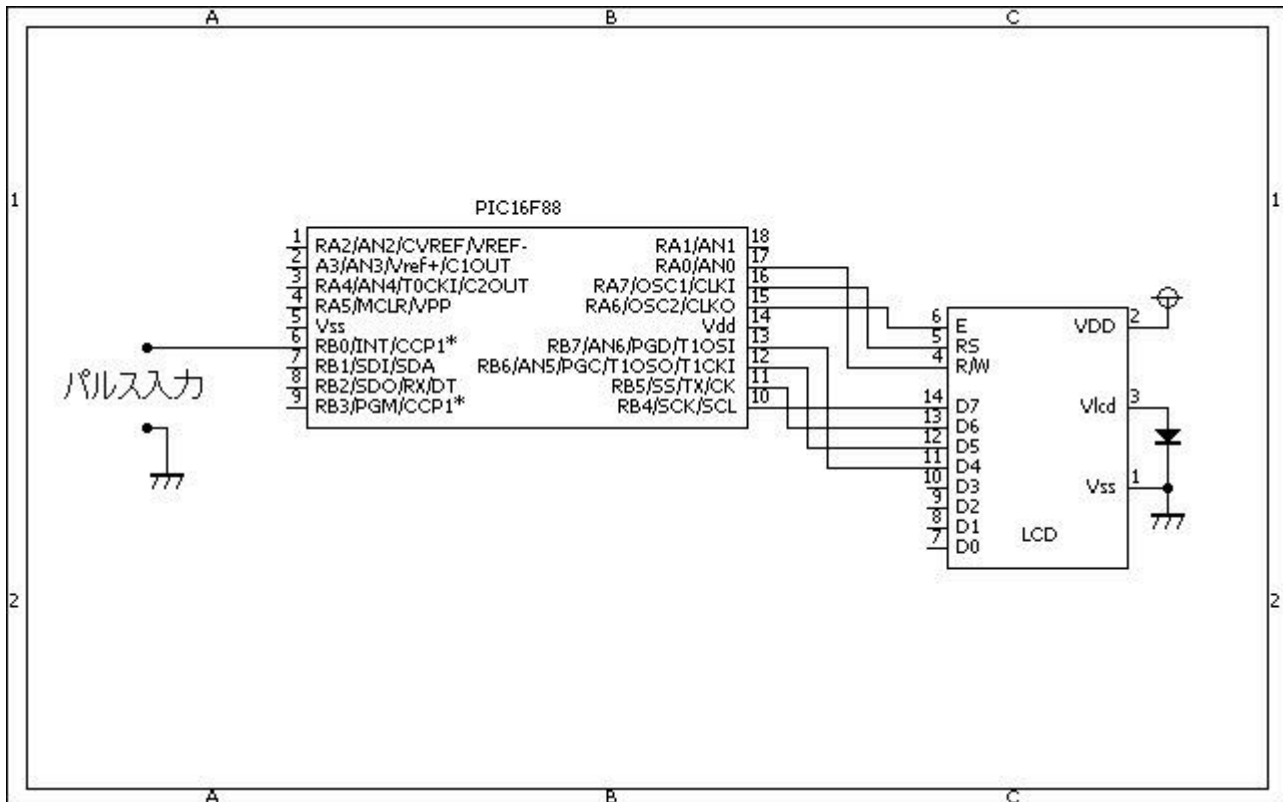 A B C
1 1
PIC16F88
1 RA2/AN2/CVREF/VREF- RA1/AN1 18
2 A3/AN3/Vref+/C1OUT RA0/AN0 17
3 RA4/AN4/T0CKI/C2OUT RA7/OSC1/CLKI 16
4 RA5/MCLR/VPP RA6/OSC2/CLKO 15
5 Vss Vdd 14
6 RB0/INT/CCP1* RB7/AN6/PGD/T1OSI 13
7 RB1/SDI/SDA RB6/AN5/PGC/T1OSO/T1CKI 12
8 RB2/SDO/RX/DT RB5/SS/TX/CK 11
9 RB3/PGM/CCP1* RB4/SCK/SCL 10
パルス入力
6 E VDD 2
5 RS
4 R/W
14 D7 Vlcd 3
13 D6
12 D5
11 D4
10 D3 Vss 1
9 D2
8 D1 LCD
7 D0
2 2
A B C